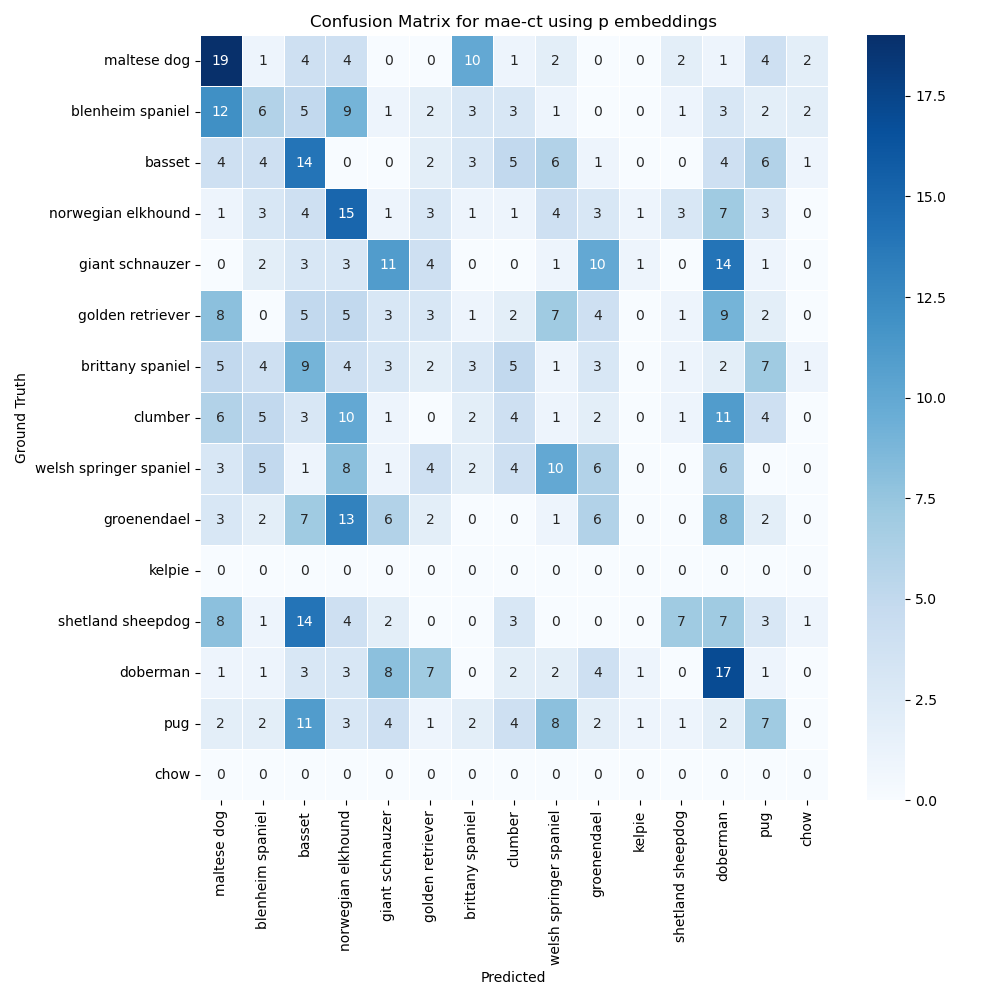 Confusion Matrix for mae-ct using p embeddings
maltese dog 19 1 4 4 0 0 10 1 2 0 0 2 1 4 2
blenheim spaniel 12 6 5 9 1 2 3 3 1 0 0 1 3 2 2
basset 4 4 14 0 0 2 3 5 6 1 0 0 4 6 1
norwegian elkhound 1 3 4 15 1 3 1 1 4 3 1 3 7 3 0
giant schnauzer 0 2 3 3 11 4 0 0 1 10 1 0 14 1 0
golden retriever 8 0 5 5 3 3 1 2 7 4 0 1 9 2 0
brittany spaniel 5 4 9 4 3 2 3 5 1 3 0 1 2 7 1
clumber 6 5 3 10 1 0 2 4 1 2 0 1 11 4 0
welsh springer spaniel 3 5 1 8 1 4 2 4 10 6 0 0 6 0 0
groenendael 3 2 7 13 6 2 0 0 1 6 0 0 8 2 0
kelpie 0 0 0 0 0 0 0 0 0 0 0 0 0 0 0
shetland sheepdog 8 1 14 4 2 0 0 3 0 0 0 7 7 3 1
doberman 1 1 3 3 8 7 0 2 2 4 1 0 17 1 0
pug 2 2 11 3 4 1 2 4 8 2 1 1 2 7 0
chow 0 0 0 0 0 0 0 0 0 0 0 0 0 0 0
Ground Truth
maltese dog
blenheim spaniel
basset
norwegian elkhound
giant schnauzer
golden retriever
brittany spaniel
clumber
welsh springer spaniel
groenendael
kelpie
shetland sheepdog
doberman
pug
chow
Predicted
17.5
15.0
12.5
10.0
7.5
5.0
2.5
0.0